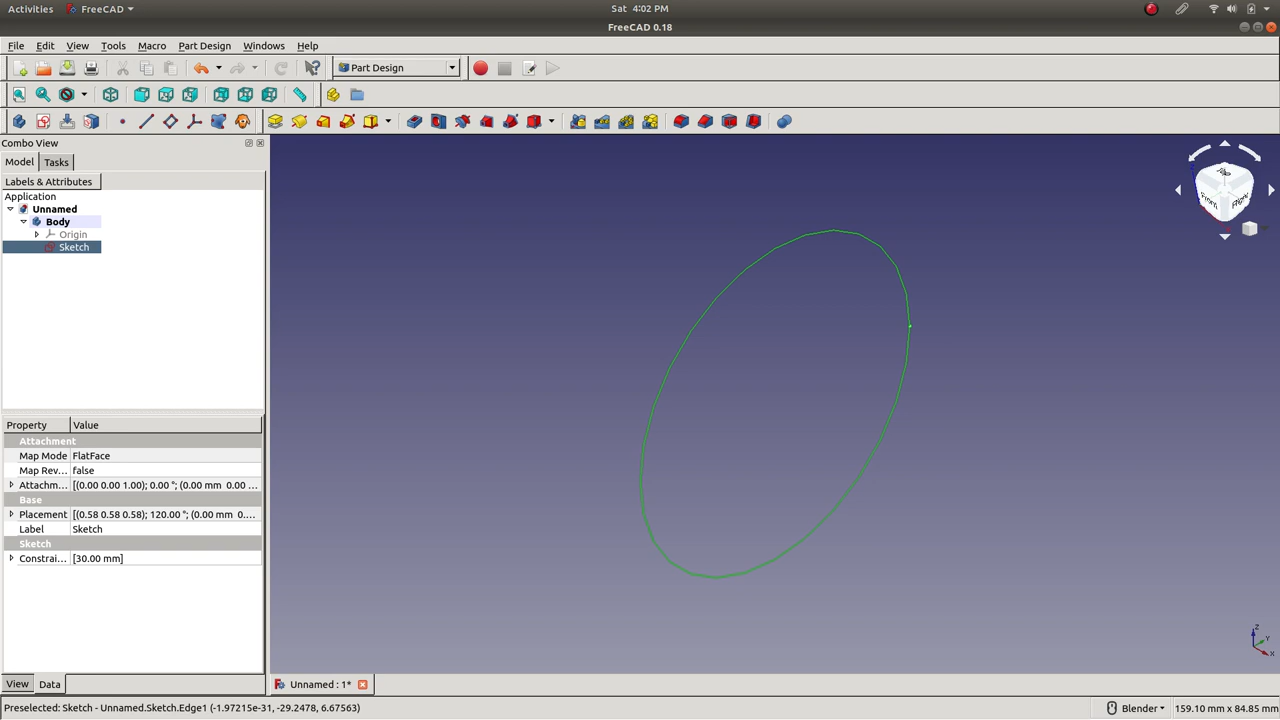 Activities FreeCAD Sat 4:02 PM
FreeCAD 0.18
File Edit View Tools Macro Part Design Windows Help
Part Design
Combo View
Model Tasks
Labels & Attributes
Application
Unnamed
Body
Origin
Sketch
Property Value
Attachment
Map Mode FlatFace
Map Rev... false
Attachm... [(0.00 0.00 1.00); 0.00 °; (0.00 mm 0.00 ...
Base
Placement [(0.58 0.58 0.58); 120.00 °; (0.00 mm 0....
Label Sketch
Sketch
Constrai... [30.00 mm]
View Data
Unnamed : 1*
Front Right
Z
Y
X
Preselected: Sketch - Unnamed.Sketch.Edge1 (-1.97215e-31, -29.2478, 6.67563)
Blender 159.10 mm x 84.85 mm